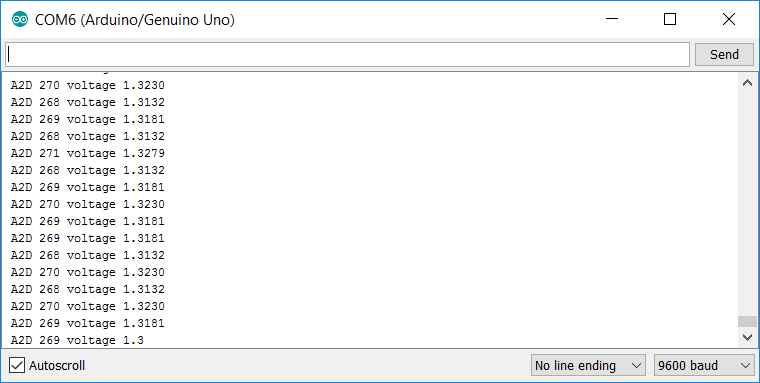 COM6 (Arduino/Genuino Uno)
Send
A2D 270 voltage 1.3230
A2D 268 voltage 1.3132
A2D 269 voltage 1.3181
A2D 268 voltage 1.3132
A2D 271 voltage 1.3279
A2D 268 voltage 1.3132
A2D 269 voltage 1.3181
A2D 270 voltage 1.3230
A2D 269 voltage 1.3181
A2D 269 voltage 1.3181
A2D 268 voltage 1.3132
A2D 270 voltage 1.3230
A2D 268 voltage 1.3132
A2D 270 voltage 1.3230
A2D 269 voltage 1.3181
A2D 269 voltage 1.3
Autoscroll
No line ending
9600 baud